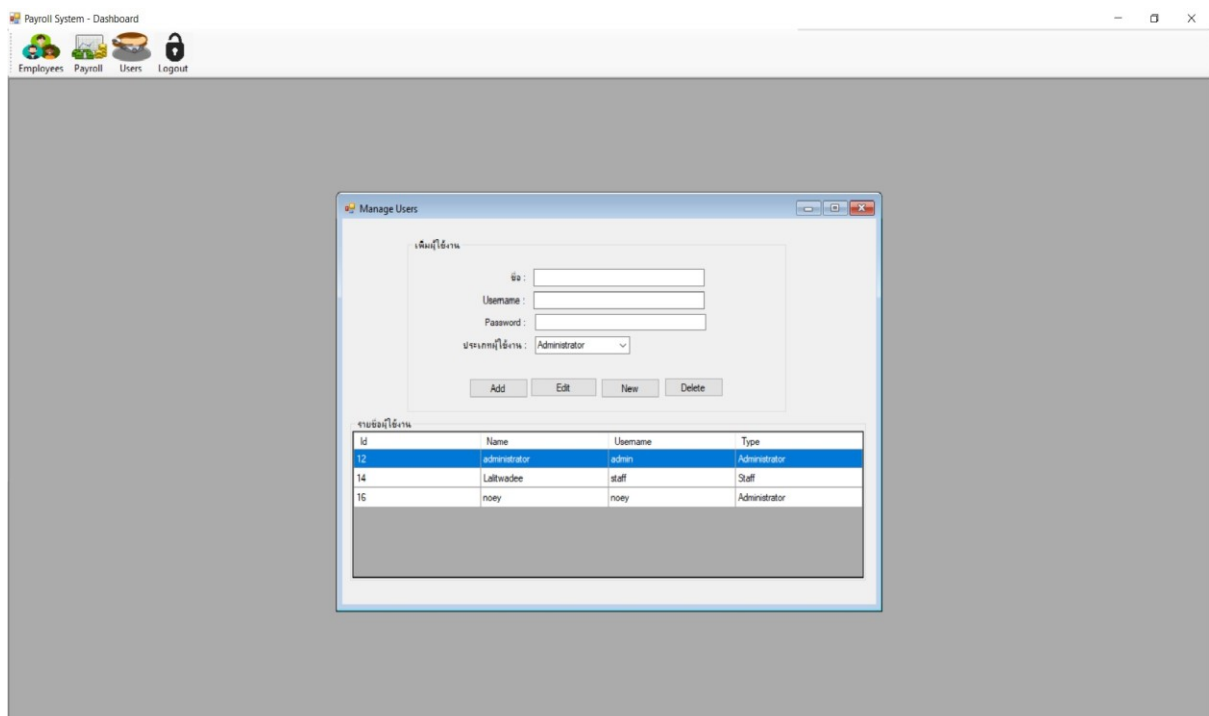 Payroll System - Dashboard
Employees Payroll Users Logout
Manage Users
เพิ่มผู้ใช้งาน
ชื่อ :
Username :
Password :
ประเภทผู้ใช้งาน : Administrator
Add Edit New Delete
รายชื่อผู้ใช้งาน
Id Name Username Type
12 administrator admin Administrator
14 Lalitwadee staff Staff
16 noey noey Administrator